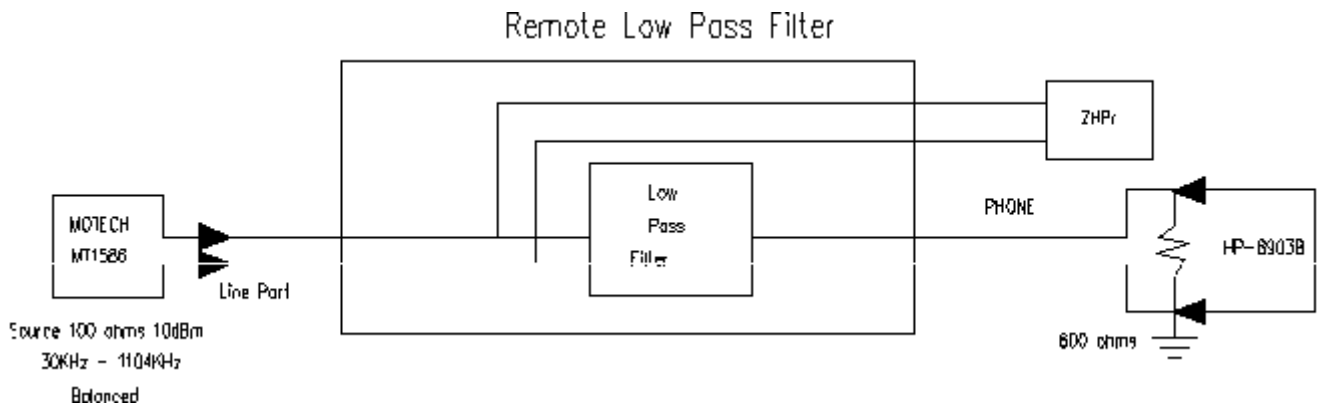 Remote Low Pass Filter
ZHPr
Low
Pass
Filter
MOTECH
MT1586
Line Port
PHONE
HP-8903B
600 ohms
Source 100 ohms 10dBm
30KHz - 1104KHz
Balanced